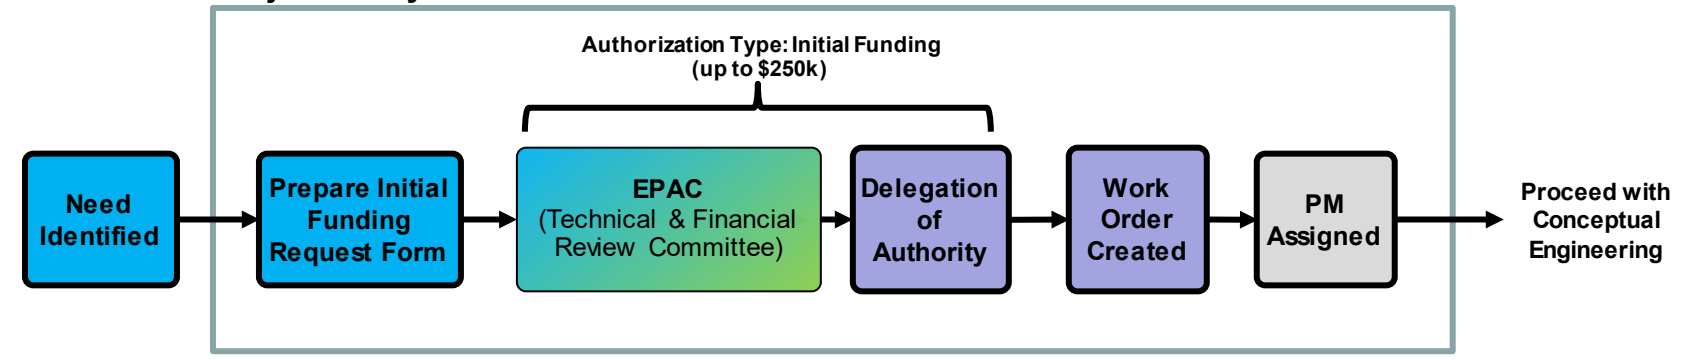 Authorization Type: Initial Funding
(up to $250k)
Need
Identified
Prepare Initial
Funding
Request Form
EPAC
(Technical & Financial
Review Committee)
Delegation
of
Authority
Work
Order
Created
PM
Assigned
Proceed with
Conceptual
Engineering